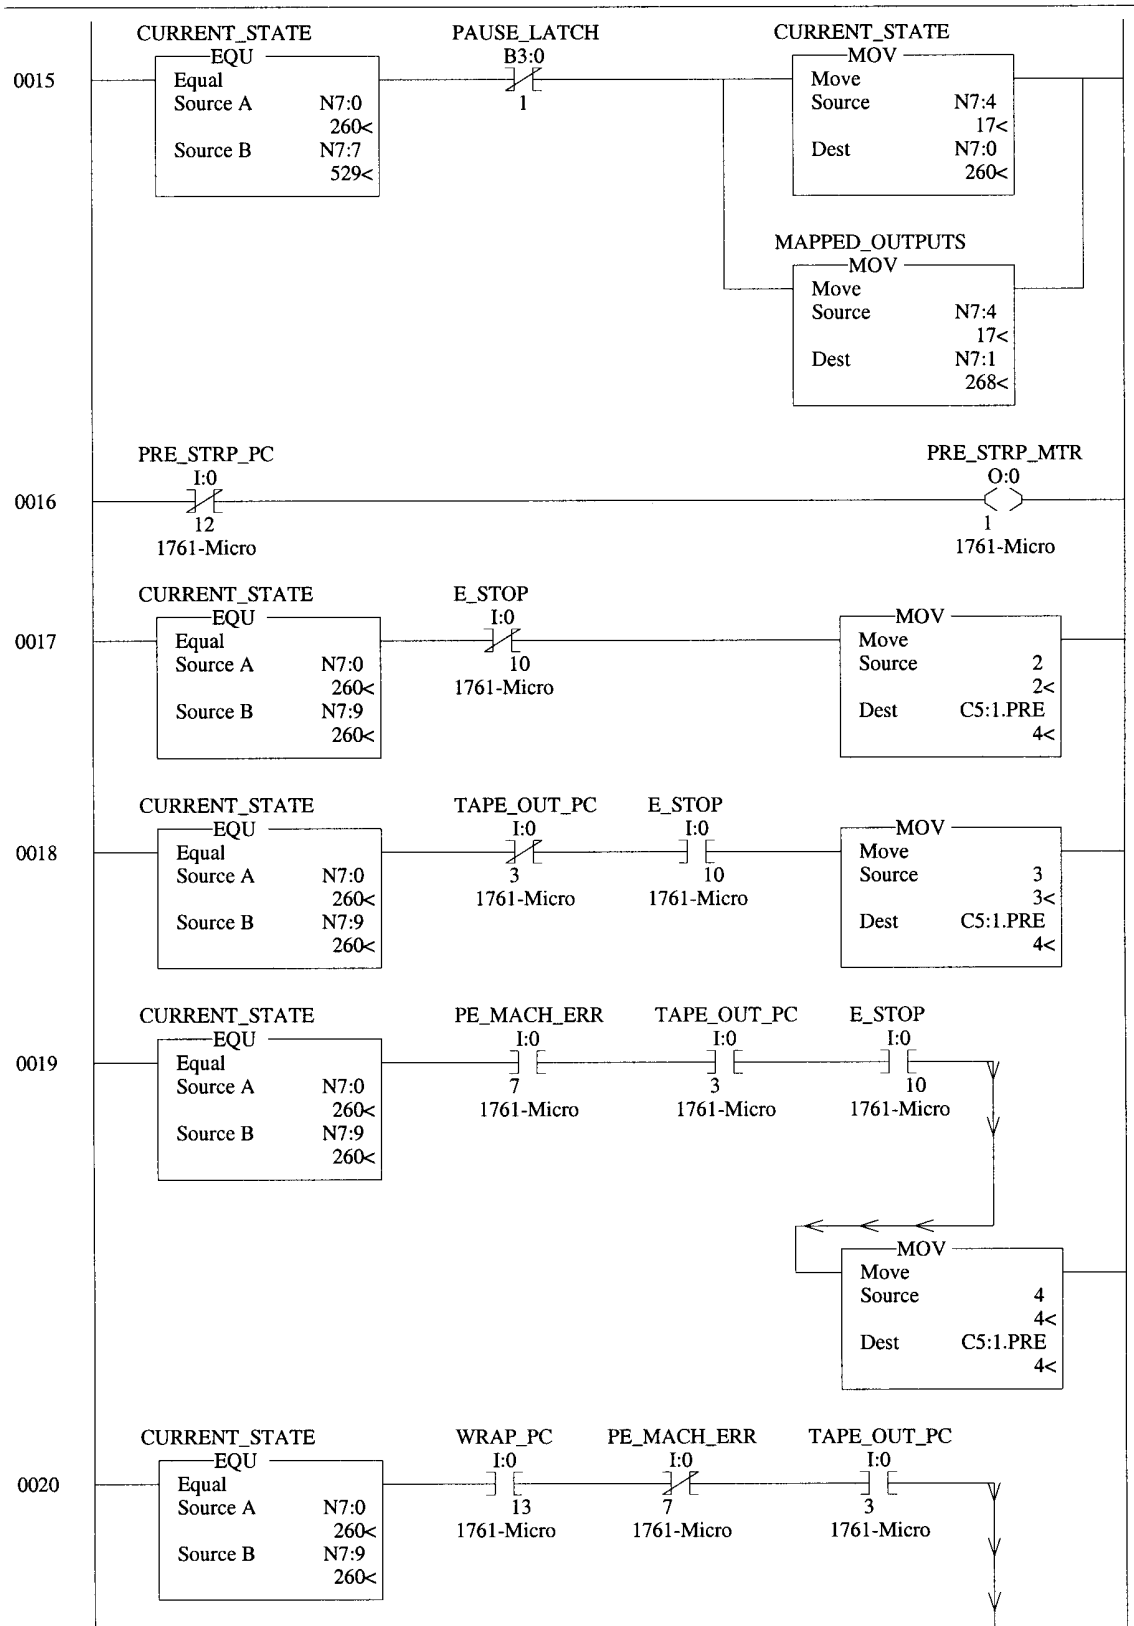 CURRENT_STATE PAUSE_LATCH CURRENT_STATE
EQU B3:0 MOV
0015 Equal Move
Source A N7:0 1 Source N7:4
260< 17<
Source B N7:7 Dest N7:0
529< 260<
MAPPED_OUTPUTS
MOV
Move
Source N7:4
17<
Dest N7:1
268<
PRE_STRP_PC PRE_STRP_MTR
I:0 O:0
0016
12 1
1761-Micro 1761-Micro
CURRENT_STATE E_STOP
EQU I:0 MOV
0017 Equal Move
Source A N7:0 10 Source 2
260< 1761-Micro 2<
Source B N7:9 Dest C5:1.PRE
260< 4<
CURRENT_STATE TAPE_OUT_PC E_STOP
EQU I:0 I:0 MOV
0018 Equal Move
Source A N7:0 3 10 Source 3
260< 1761-Micro 1761-Micro 3<
Source B N7:9 Dest C5:1.PRE
260< 4<
CURRENT_STATE PE_MACH_ERR TAPE_OUT_PC E_STOP
EQU I:0 I:0 I:0
0019 Equal
Source A N7:0 7 3 10
260< 1761-Micro 1761-Micro 1761-Micro
Source B N7:9
260<
MOV
Move
Source 4
4<
Dest C5:1.PRE
4<
CURRENT_STATE WRAP_PC PE_MACH_ERR TAPE_OUT_PC
EQU I:0 I:0 I:0
0020 Equal
Source A N7:0 13 7 3
260< 1761-Micro 1761-Micro 1761-Micro
Source B N7:9
260<